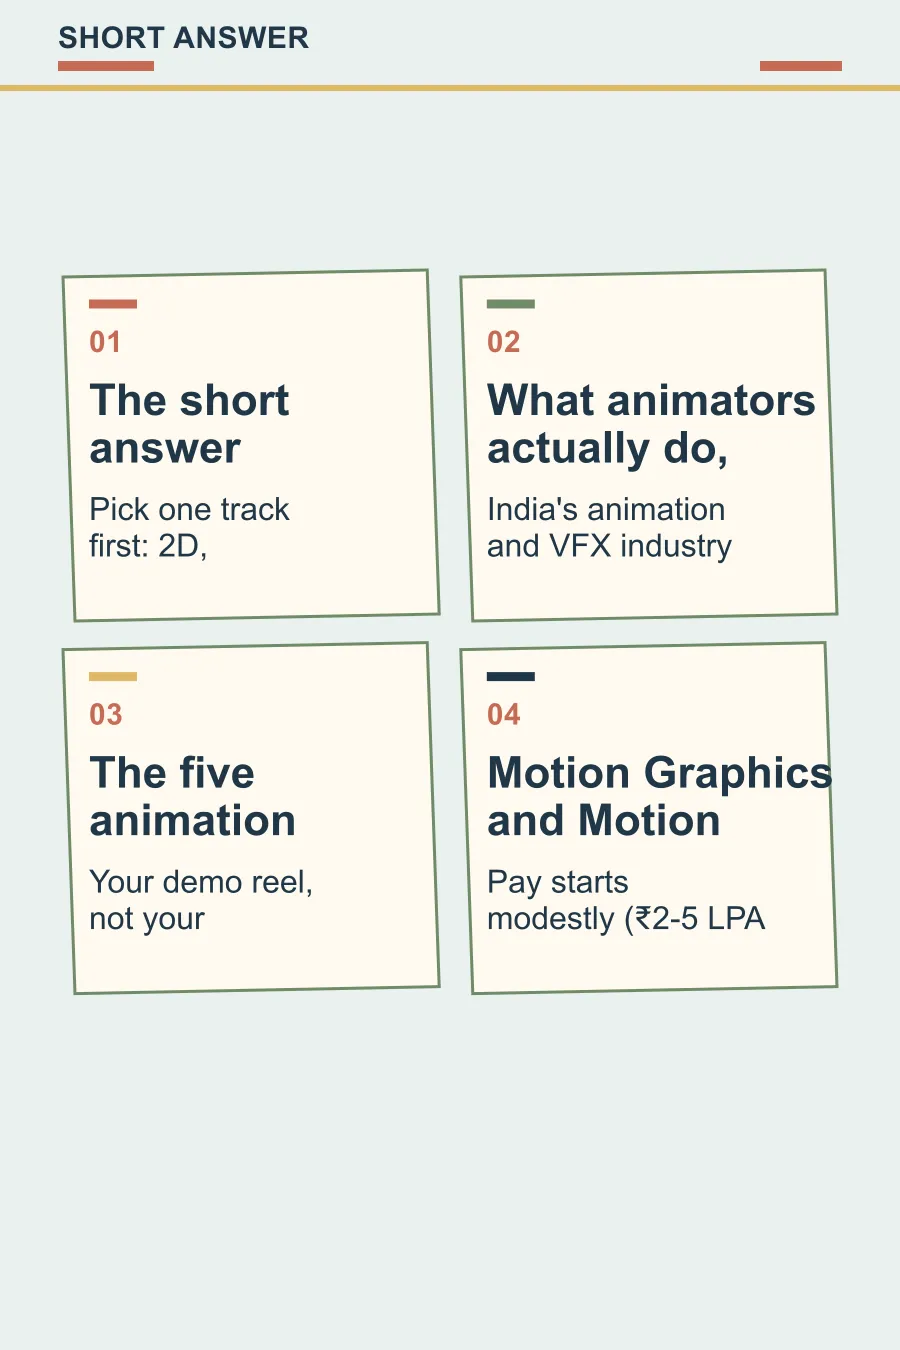 SHORT ANSWER
01
The short
answer
Pick one track
first: 2D,
02
What animators
actually do,
India's animation
and VFX industry
03
The five
animation
Your demo reel,
not your
04
Motion Graphics
and Motion
Pay starts
modestly (₹2-5 LPA